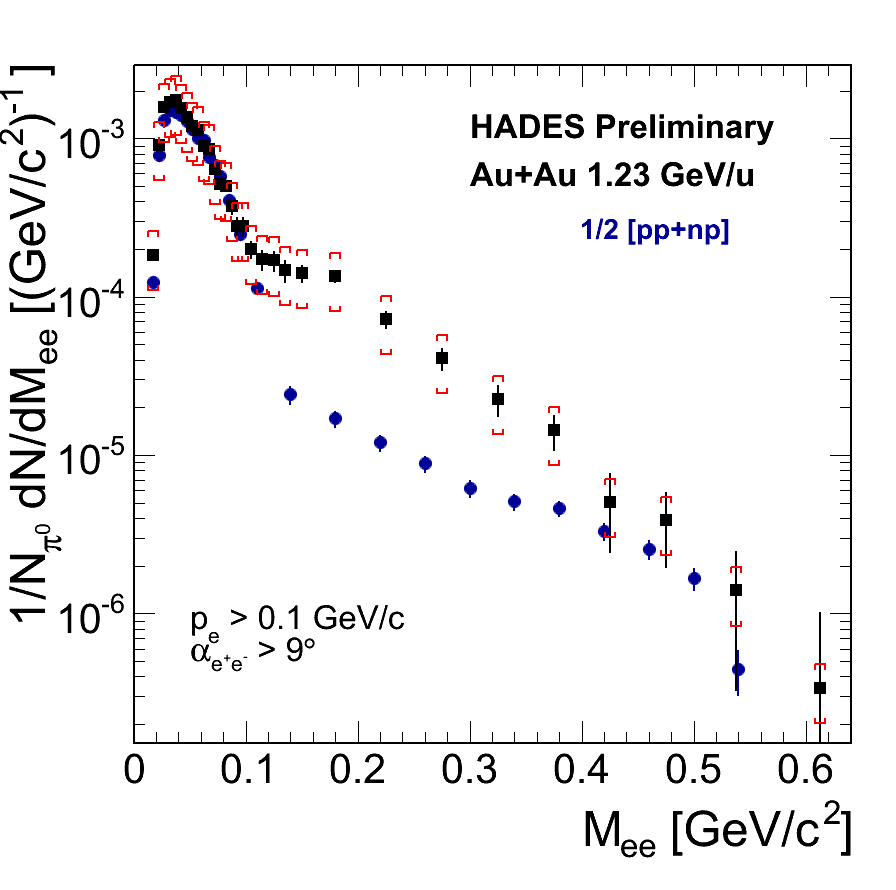 1/N_π⁰ dN/dM_ee [(GeV/c²)⁻¹]
10⁻³
10⁻⁴
10⁻⁵
10⁻⁶
HADES Preliminary
Au+Au 1.23 GeV/u
1/2 [pp+np]
p_e > 0.1 GeV/c
α_e⁺e⁻ > 9°
0 0.1 0.2 0.3 0.4 0.5 0.6
M_ee [GeV/c²]